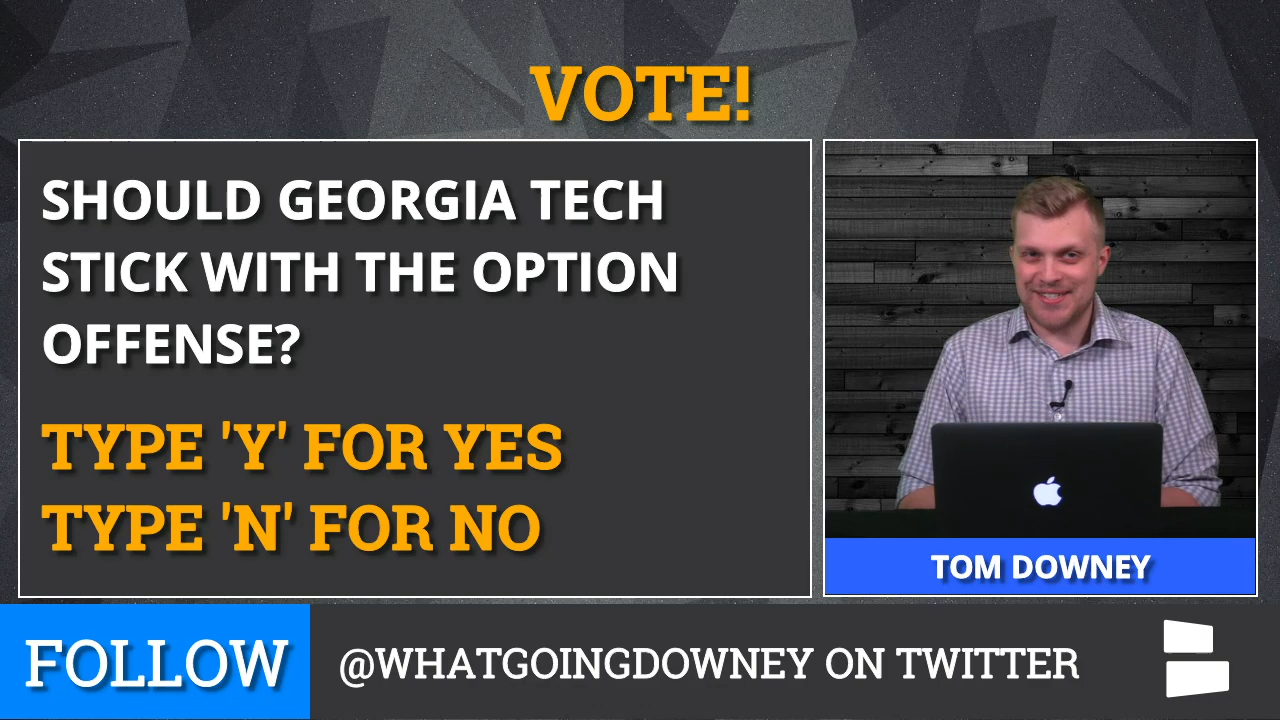 VOTE!
SHOULD GEORGIA TECH
STICK WITH THE OPTION
OFFENSE?
TYPE 'Y' FOR YES
TYPE 'N' FOR NO
TOM DOWNEY
FOLLOW
@WHATGOINGDOWNEY ON TWITTER